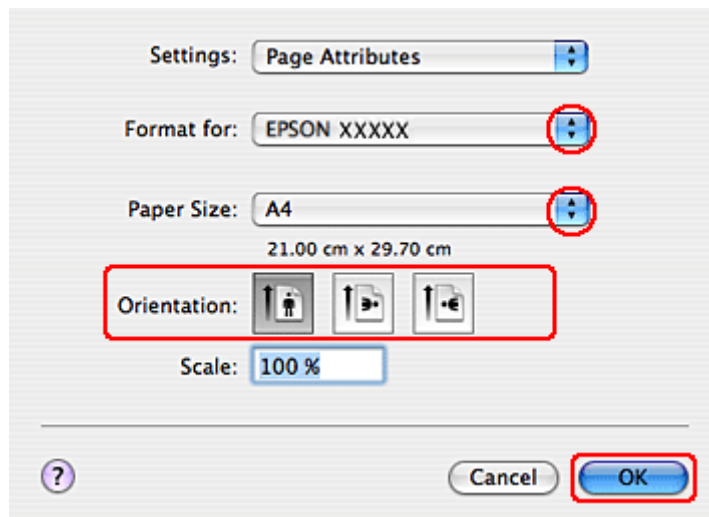 Settings: Page Attributes
Format for: EPSON XXXXX
Paper Size: A4
21.00 cm x 29.70 cm
Orientation:
Scale: 100 %
? Cancel OK